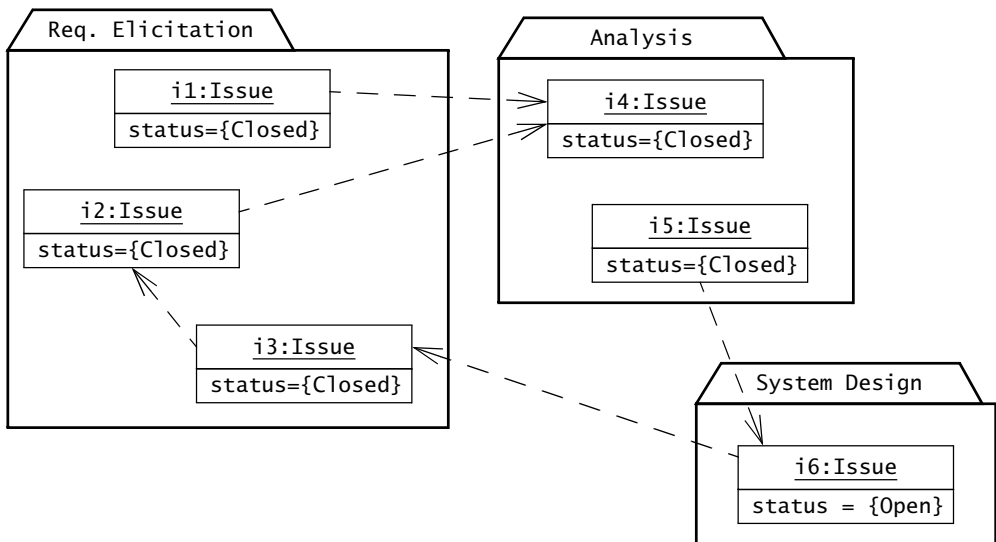 Req. Elicitation
i1:Issue
status={Closed}
i2:Issue
status={Closed}
i3:Issue
status={Closed}
Analysis
i4:Issue
status={Closed}
i5:Issue
status={Closed}
System Design
i6:Issue
status = {Open}